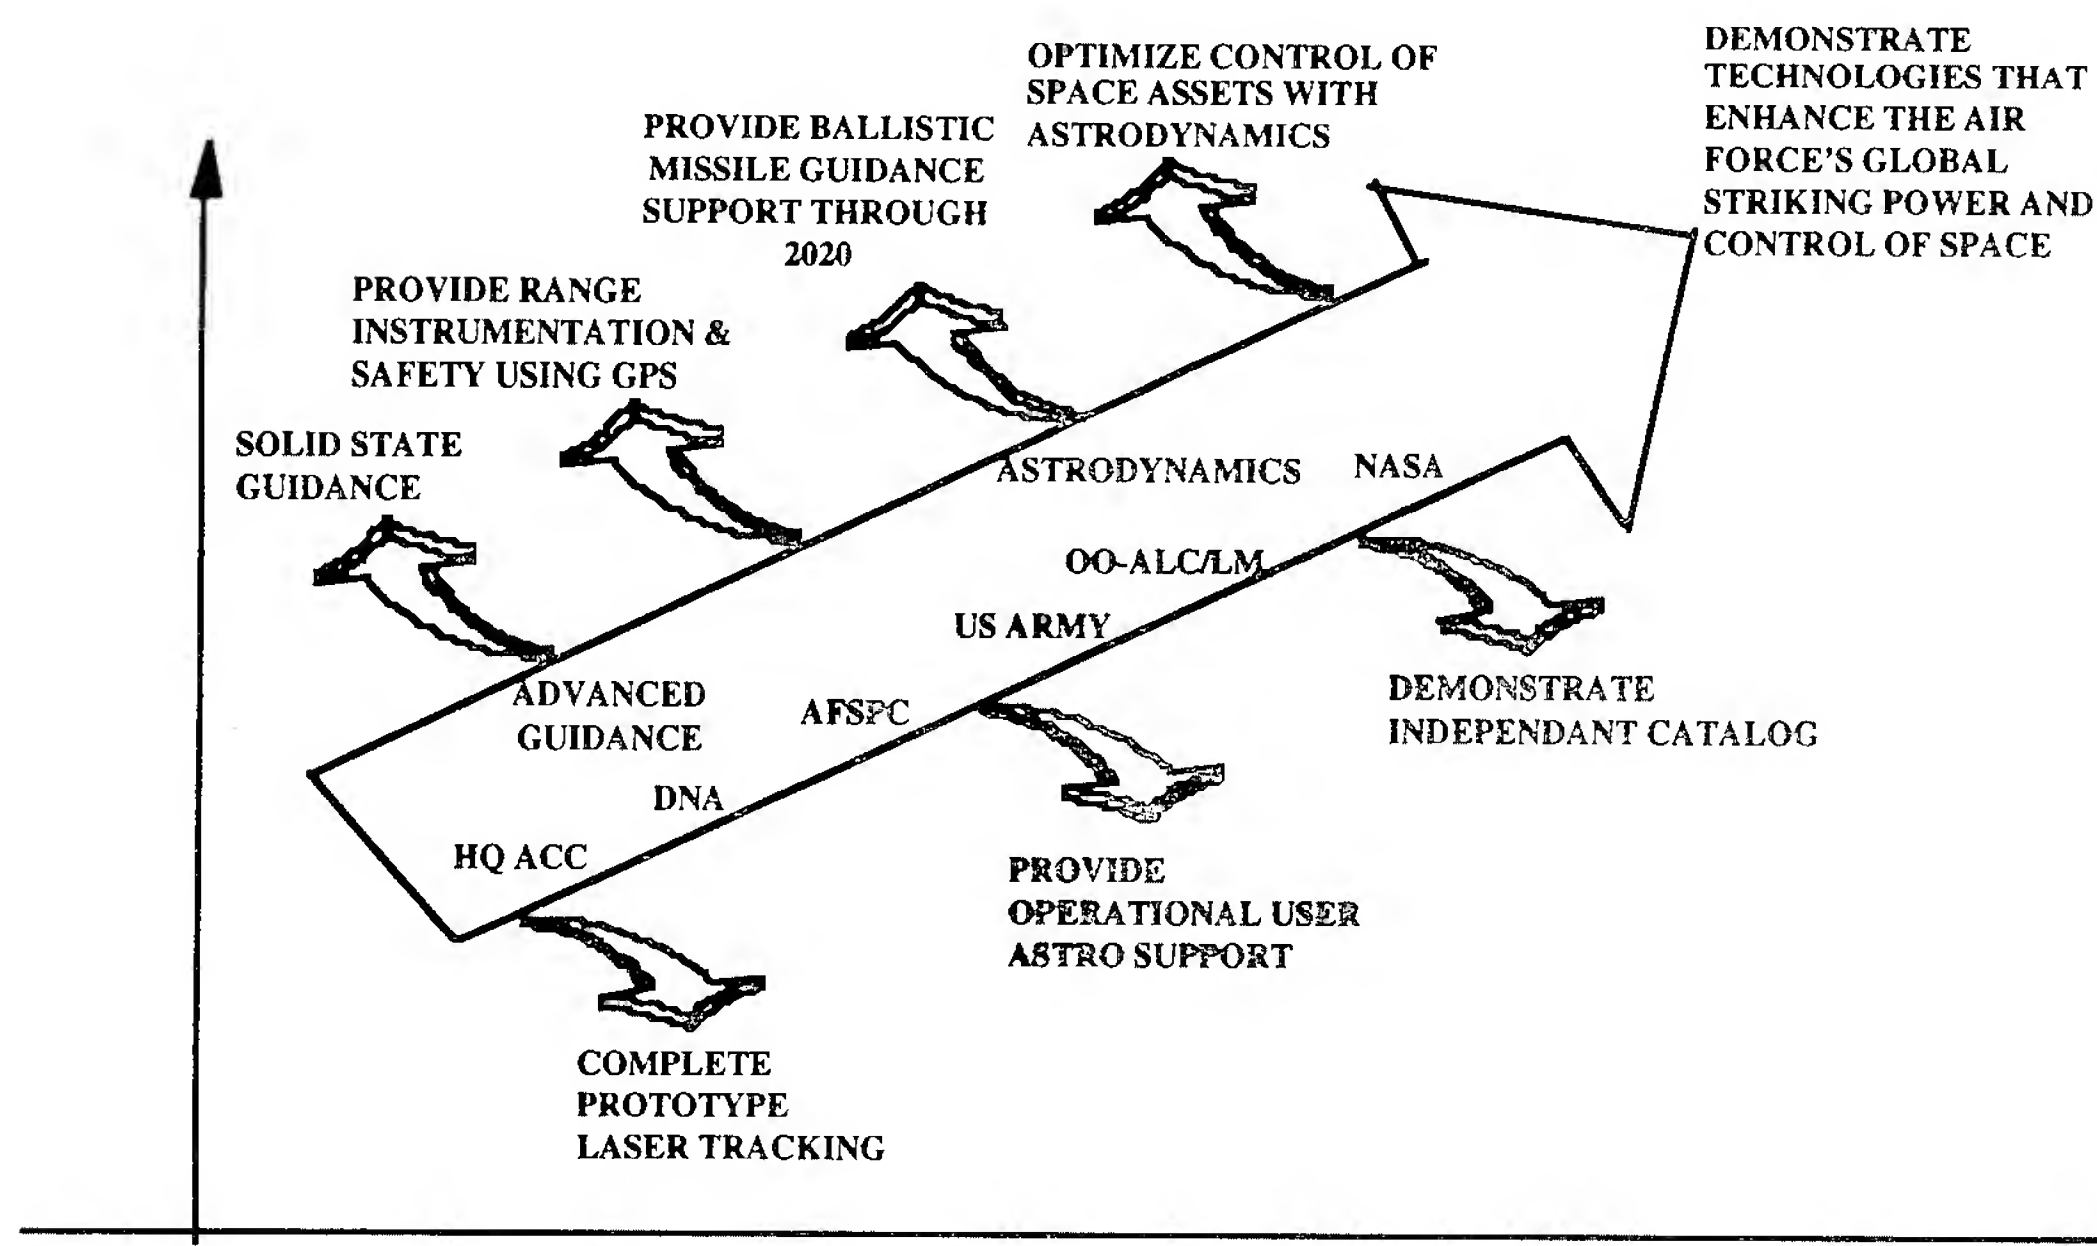 OPTIMIZE CONTROL OF
SPACE ASSETS WITH
ASTRODYNAMICS
DEMONSTRATE
TECHNOLOGIES THAT
ENHANCE THE AIR
FORCE'S GLOBAL
STRIKING POWER AND
CONTROL OF SPACE
PROVIDE BALLISTIC
MISSILE GUIDANCE
SUPPORT THROUGH
2020
PROVIDE RANGE
INSTRUMENTATION &
SAFETY USING GPS
SOLID STATE
GUIDANCE
ASTRODYNAMICS
NASA
OO-ALC/LM
US ARMY
ADVANCED
GUIDANCE
AFSPC
DNA
HQ ACC
DEMONSTRATE
INDEPENDANT CATALOG
PROVIDE
OPERATIONAL USER
ASTRO SUPPORT
COMPLETE
PROTOTYPE
LASER TRACKING